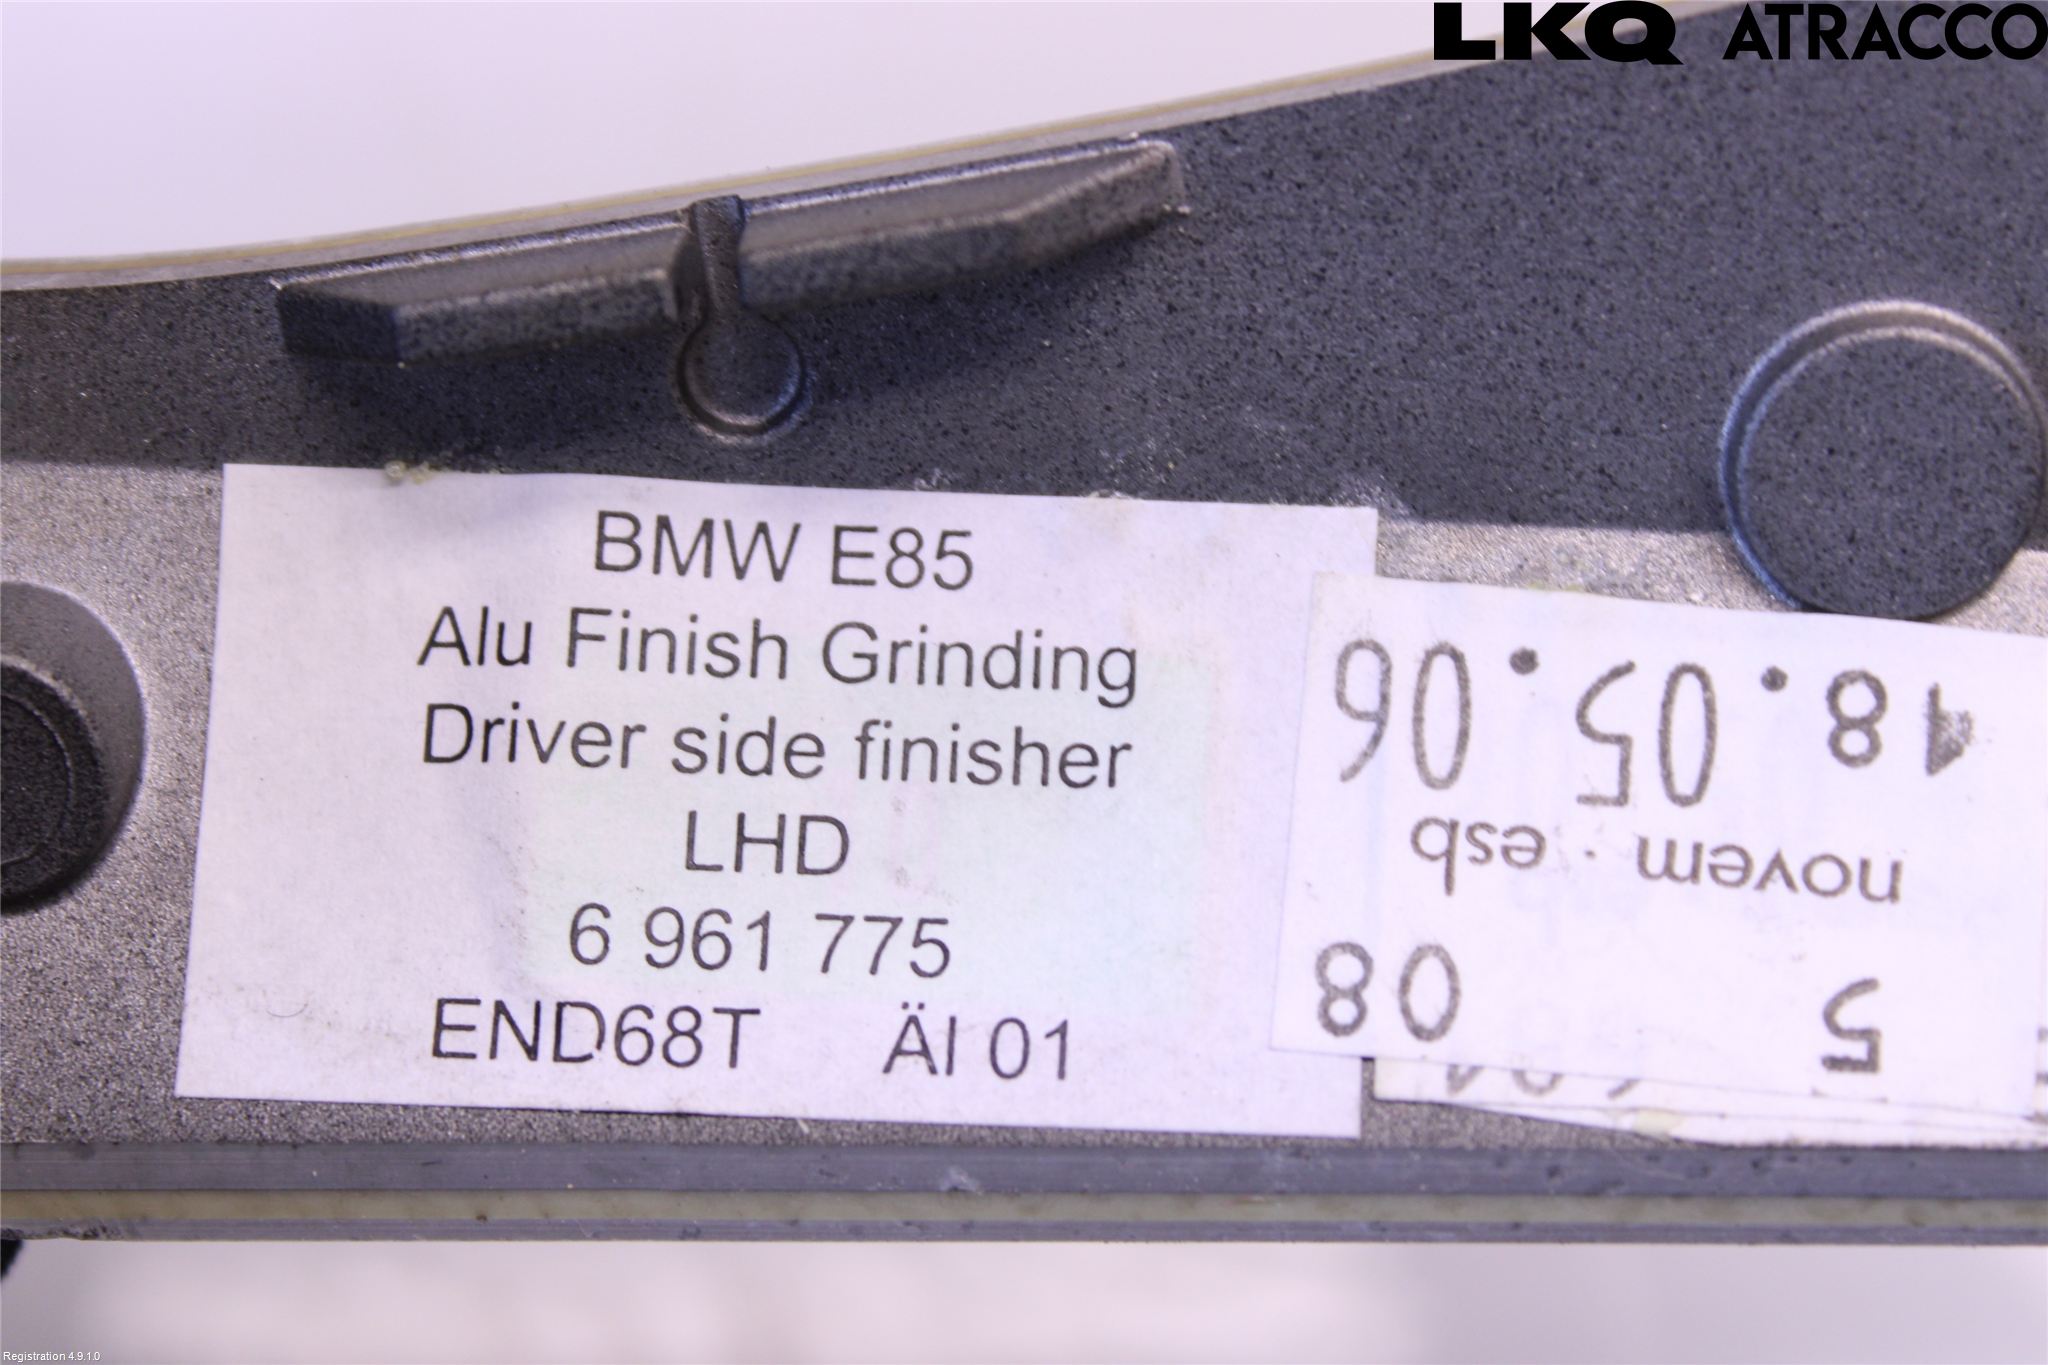 LKQ ATRACCO
BMW E85
Alu Finish Grinding
Driver side finisher
LHD
6 961 775
END68T ÄI 01
5 08
novem · esb
18.05.06
Registration 4.9.1.0